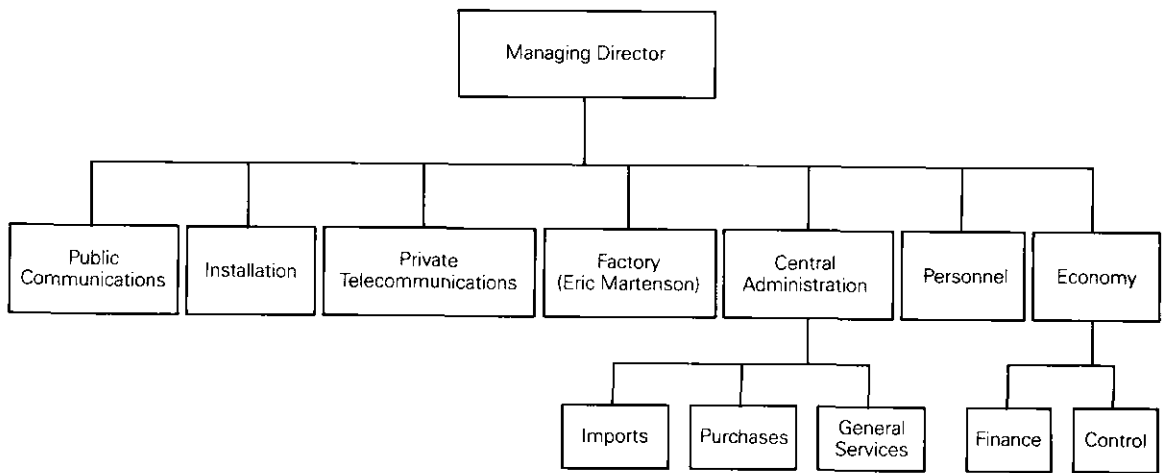 Managing Director
Public
Communications
Installation
Private
Telecommunications
Factory
(Eric Martenson)
Central
Administration
Personnel
Economy
Imports
Purchases
General
Services
Finance
Control